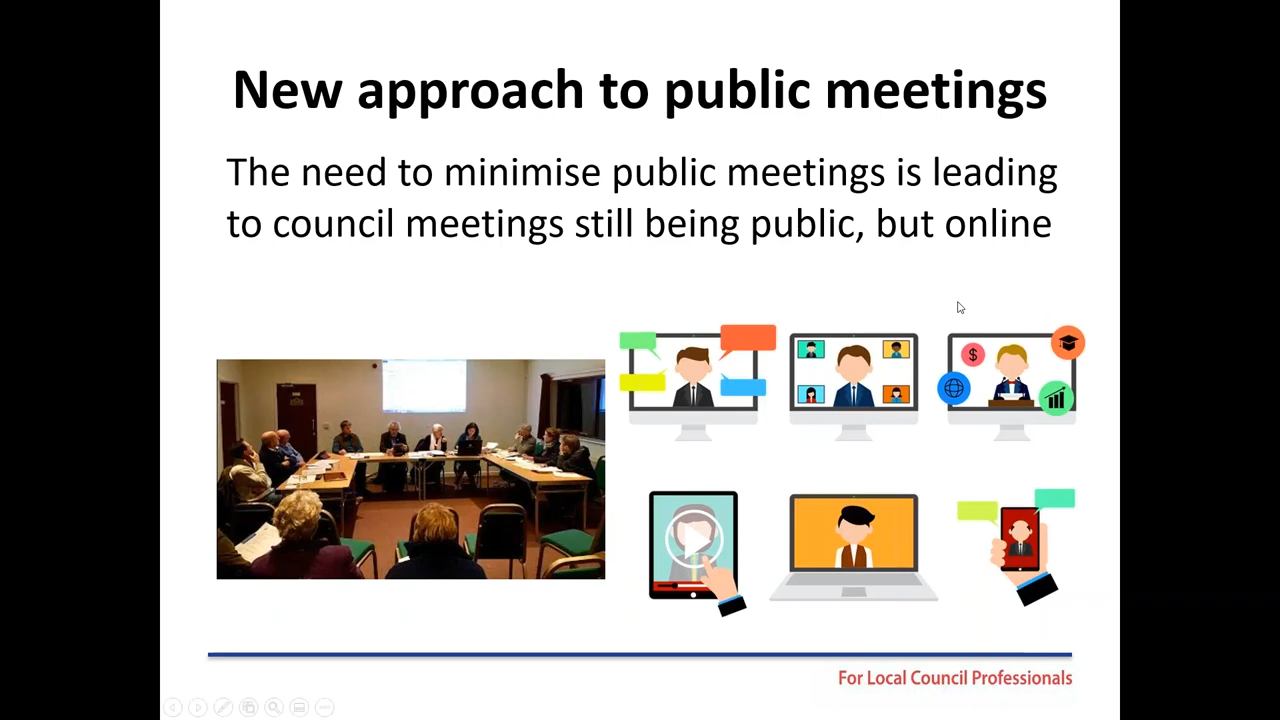 New approach to public meetings
The need to minimise public meetings is leading
to council meetings still being public, but online
$
For Local Council Professionals